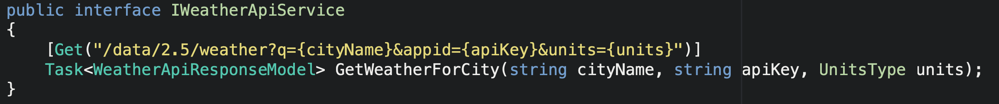 public interface IWeatherApiService
{
    [Get("/data/2.5/weather?q={cityName}&appid={apiKey}&units={units}")]
    Task<WeatherApiResponseModel> GetWeatherForCity(string cityName, string apiKey, UnitsType units);
}